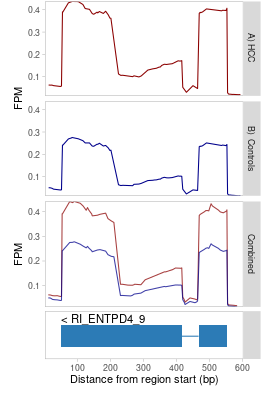 0.4
0.3
0.2
0.1
A) HCC
FPM
0.4
0.3
0.2
0.1
B) Controls
0.4
0.3
0.2
0.1
Combined
FPM
< RI_ENTPD4_9
0 100 200 300 400 500 600
Distance from region start (bp)